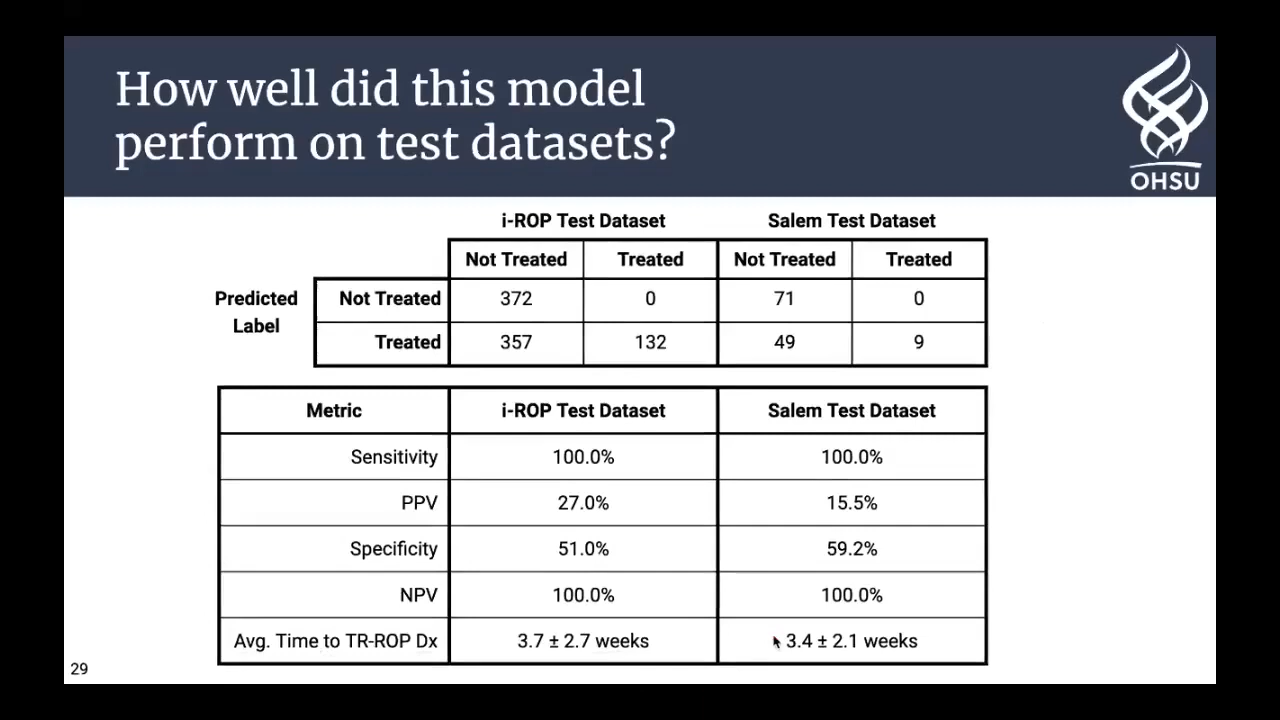 How well did this model
perform on test datasets?
OHSU
i-ROP Test Dataset Salem Test Dataset
Not Treated Treated Not Treated Treated
Predicted Label
Not Treated 372 0 71 0
Treated 357 132 49 9
Metric i-ROP Test Dataset Salem Test Dataset
Sensitivity 100.0% 100.0%
PPV 27.0% 15.5%
Specificity 51.0% 59.2%
NPV 100.0% 100.0%
Avg. Time to TR-ROP Dx 3.7 ± 2.7 weeks 3.4 ± 2.1 weeks
29